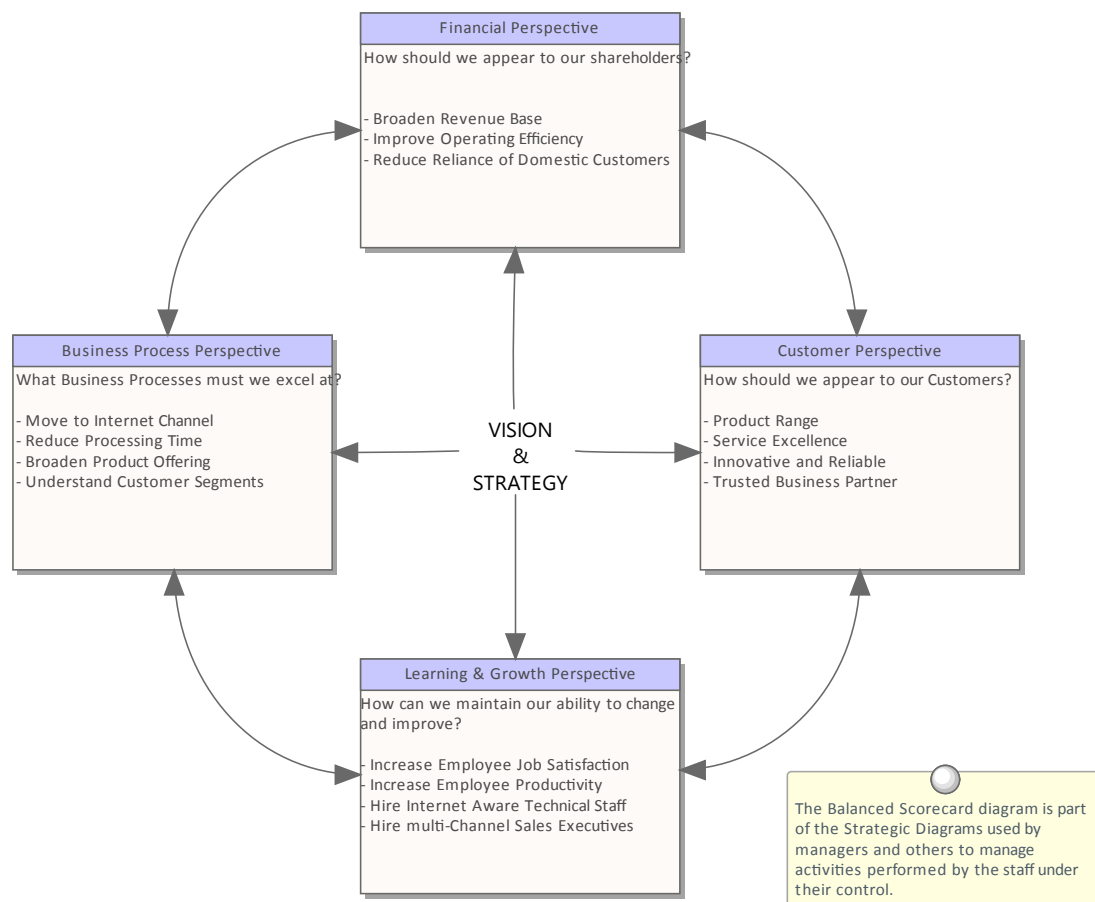 Financial Perspective
How should we appear to our shareholders?
- Broaden Revenue Base
- Improve Operating Efficiency
- Reduce Reliance of Domestic Customers
Business Process Perspective
What Business Processes must we excel at?
- Move to Internet Channel
- Reduce Processing Time
- Broaden Product Offering
- Understand Customer Segments
VISION
&
STRATEGY
Customer Perspective
How should we appear to our Customers?
- Product Range
- Service Excellence
- Innovative and Reliable
- Trusted Business Partner
Learning & Growth Perspective
How can we maintain our ability to change
and improve?
- Increase Employee Job Satisfaction
- Increase Employee Productivity
- Hire Internet Aware Technical Staff
- Hire multi-Channel Sales Executives
The Balanced Scorecard diagram is part
of the Strategic Diagrams used by
managers and others to manage
activities performed by the staff under
their control.